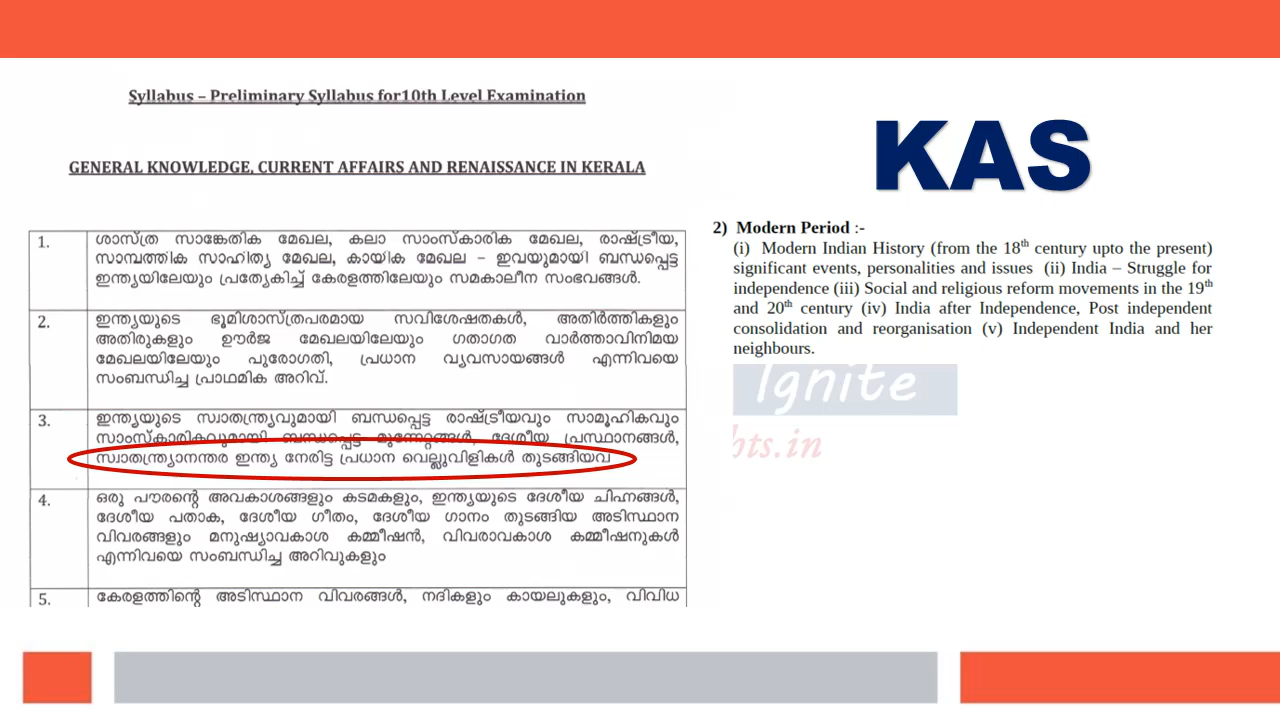 Syllabus – Preliminary Syllabus for10th Level Examination
GENERAL KNOWLEDGE, CURRENT AFFAIRS AND RENAISSANCE IN KERALA
1.
ശാസ്ത്ര സാങ്കേതിക മേഖല, കലാ സാംസ്കാരിക മേഖല, രാഷ്ട്രീയ,
സാമ്പത്തിക സാഹിത്യ മേഖല, കായിക മേഖല – ഇവയുമായി ബന്ധപ്പെട്ട
ഇന്ത്യയിലേയും പ്രത്യേകിച്ച് കേരളത്തിലേയും സമകാലീന സംഭവങ്ങൾ.
2.
ഇന്ത്യയുടെ ഭൂമിശാസ്ത്രപരമായ സവിശേഷതകൾ, അതിർത്തികളും
അതിരുകളും ഊർജ മേഖലയിലേയും ഗതാഗത വാർത്താവിനിമയ
മേഖലയിലേയും പുരോഗതി, പ്രധാന വ്യവസായങ്ങൾ എന്നിവയെ
സംബന്ധിച്ച പ്രാഥമിക അറിവ്.
3.
ഇന്ത്യയുടെ സ്വാതന്ത്ര്യവുമായി ബന്ധപ്പെട്ട രാഷ്ട്രീയവും സാമൂഹികവും
സാംസ്കാരികവുമായി ബന്ധപ്പെട്ട മുന്നേറ്റങ്ങൾ, ദേശീയ പ്രസ്ഥാനങ്ങൾ,
സ്വാതന്ത്ര്യാനന്തര ഇന്ത്യ നേരിട്ട പ്രധാന വെല്ലുവിളികൾ തുടങ്ങിയവ
4.
ഒരു പൗരന്റെ അവകാശങ്ങളും കടമകളും, ഇന്ത്യയുടെ ദേശീയ ചിഹ്നങ്ങൾ,
ദേശീയ പതാക, ദേശീയ ഗീതം, ദേശീയ ഗാനം തുടങ്ങിയ അടിസ്ഥാന
വിവരങ്ങളും മനുഷ്യാവകാശ കമ്മീഷൻ, വിവരാവകാശ കമ്മീഷനുകൾ
എന്നിവയെ സംബന്ധിച്ച അറിവുകളും
5.
കേരളത്തിന്റെ അടിസ്ഥാന വിവരങ്ങൾ, നദികളും കായലുകളും, വിവിധ
KAS
2) Modern Period :-
(i) Modern Indian History (from the 18th century upto the present)
significant events, personalities and issues (ii) India – Struggle for
independence (iii) Social and religious reform movements in the 19th
and 20th century (iv) India after Independence, Post independent
consolidation and reorganisation (v) Independent India and her
neighbours.
Ignite
hts.in